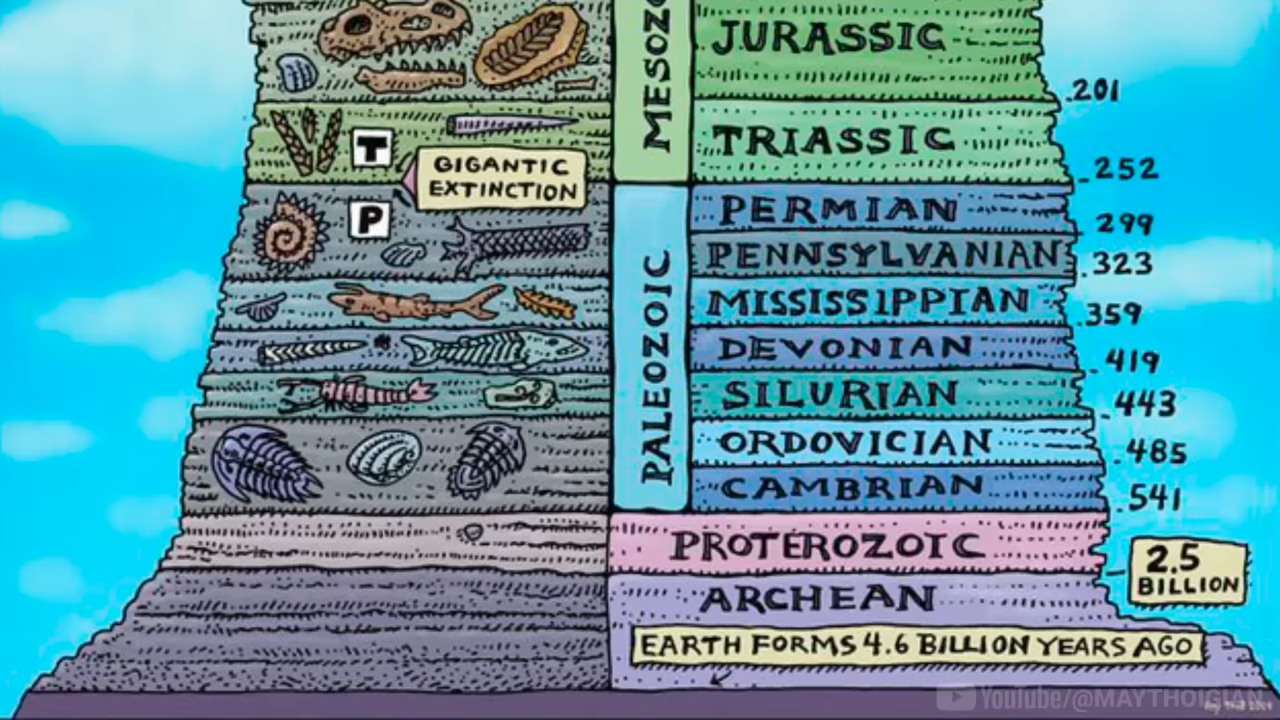 MESOZO
JURASSIC
201
T
TRIASSIC
252
GIGANTIC
EXTINCTION
P
PALEOZOIC
PERMIAN
299
PENNSYLVANIAN
323
MISSISSIPPIAN
359
DEVONIAN
419
SILURIAN
443
ORDOVICIAN
485
CAMBRIAN
541
PROTEROZOIC
2.5
BILLION
ARCHEAN
EARTH FORMS 4.6 BILLION YEARS AGO
Youtube/@MAYTHOIGIAN